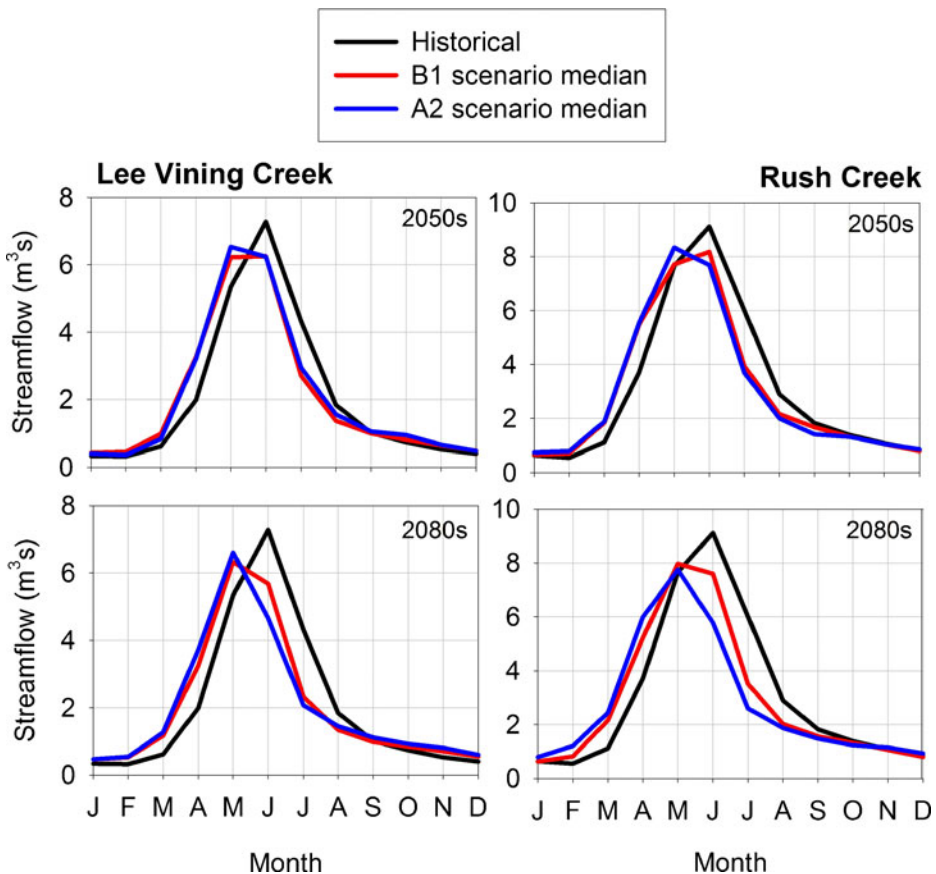 Historical
B1 scenario median
A2 scenario median
Lee Vining Creek
Rush Creek
8
6
4
2
0
Streamflow (m³s)
2050s
10
8
6
4
2
0
2050s
8
6
4
2
0
Streamflow (m³s)
2080s
J F M A M J J A S O N D
Month
10
8
6
4
2
0
2080s
J F M A M J J A S O N D
Month